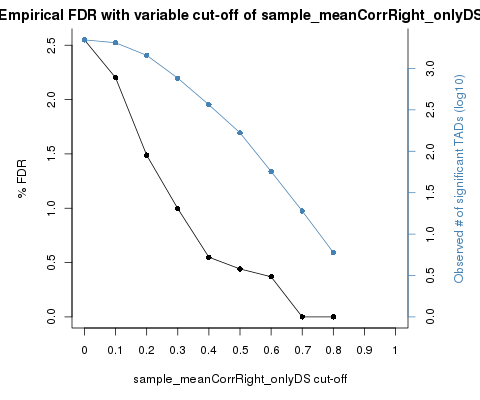 Empirical FDR with variable cut-off of sample_meanCorrRight_onlyDS
% FDR
2.5
2.0
1.5
1.0
0.5
0.0
3.0
2.5
2.0
1.5
1.0
0.5
0.0
Observed # of significant TADs (log10)
0 0.1 0.2 0.3 0.4 0.5 0.6 0.7 0.8 0.9 1
sample_meanCorrRight_onlyDS cut-off